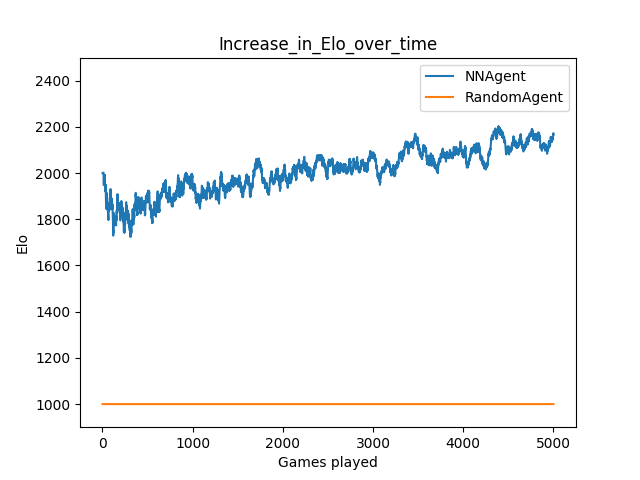 Increase_in_Elo_over_time
NNAgent
RandomAgent
2400
2200
2000
1800
1600
1400
1200
1000
Elo
0 1000 2000 3000 4000 5000
Games played